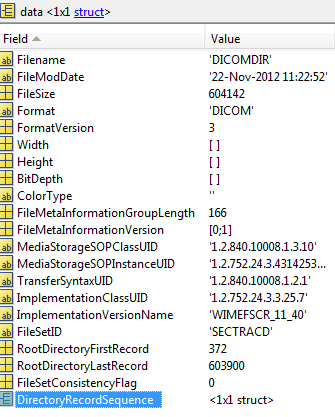 data <1x1 struct>
Field Value
Filename 'DICOMDIR'
FileModDate '22-Nov-2012 11:22:52'
FileSize 604142
Format 'DICOM'
FormatVersion 3
Width [ ]
Height [ ]
BitDepth [ ]
ColorType ''
FileMetaInformationGroupLength 166
FileMetaInformationVersion [0;1]
MediaStorageSOPClassUID '1.2.840.10008.1.3.10'
MediaStorageSOPInstanceUID '1.2.752.24.3.4314253...
TransferSyntaxUID '1.2.840.10008.1.2.1'
ImplementationClassUID '1.2.752.24.3.3.25.7'
ImplementationVersionName 'WIMEFSCR_11_40'
FileSetID 'SECTRACD'
RootDirectoryFirstRecord 372
RootDirectoryLastRecord 603900
FileSetConsistencyFlag 0
DirectoryRecordSequence <1x1 struct>